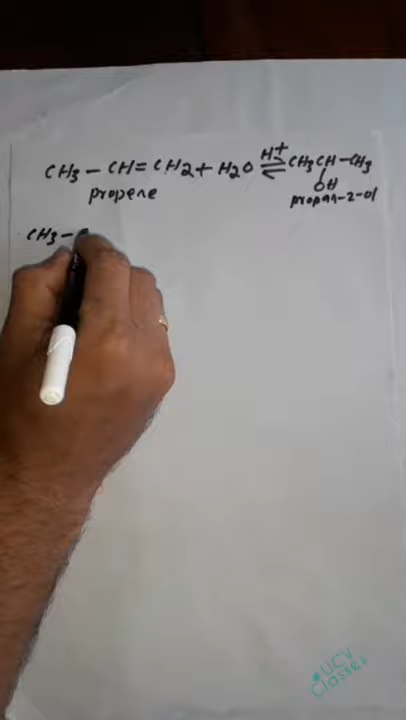 CH3 - CH = CH2 + H2O ⇌ H+ CH3CH-CH3
OH
propene propan-2-ol
CH3 -
#UCV
Classes